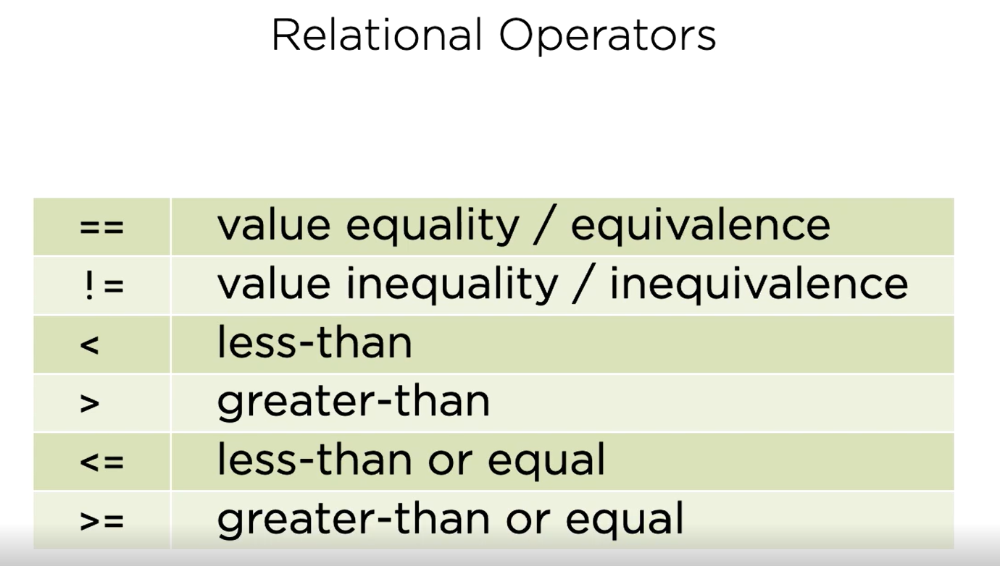 Relational Operators
== value equality / equivalence
!= value inequality / inequivalence
< less-than
> greater-than
<= less-than or equal
>= greater-than or equal